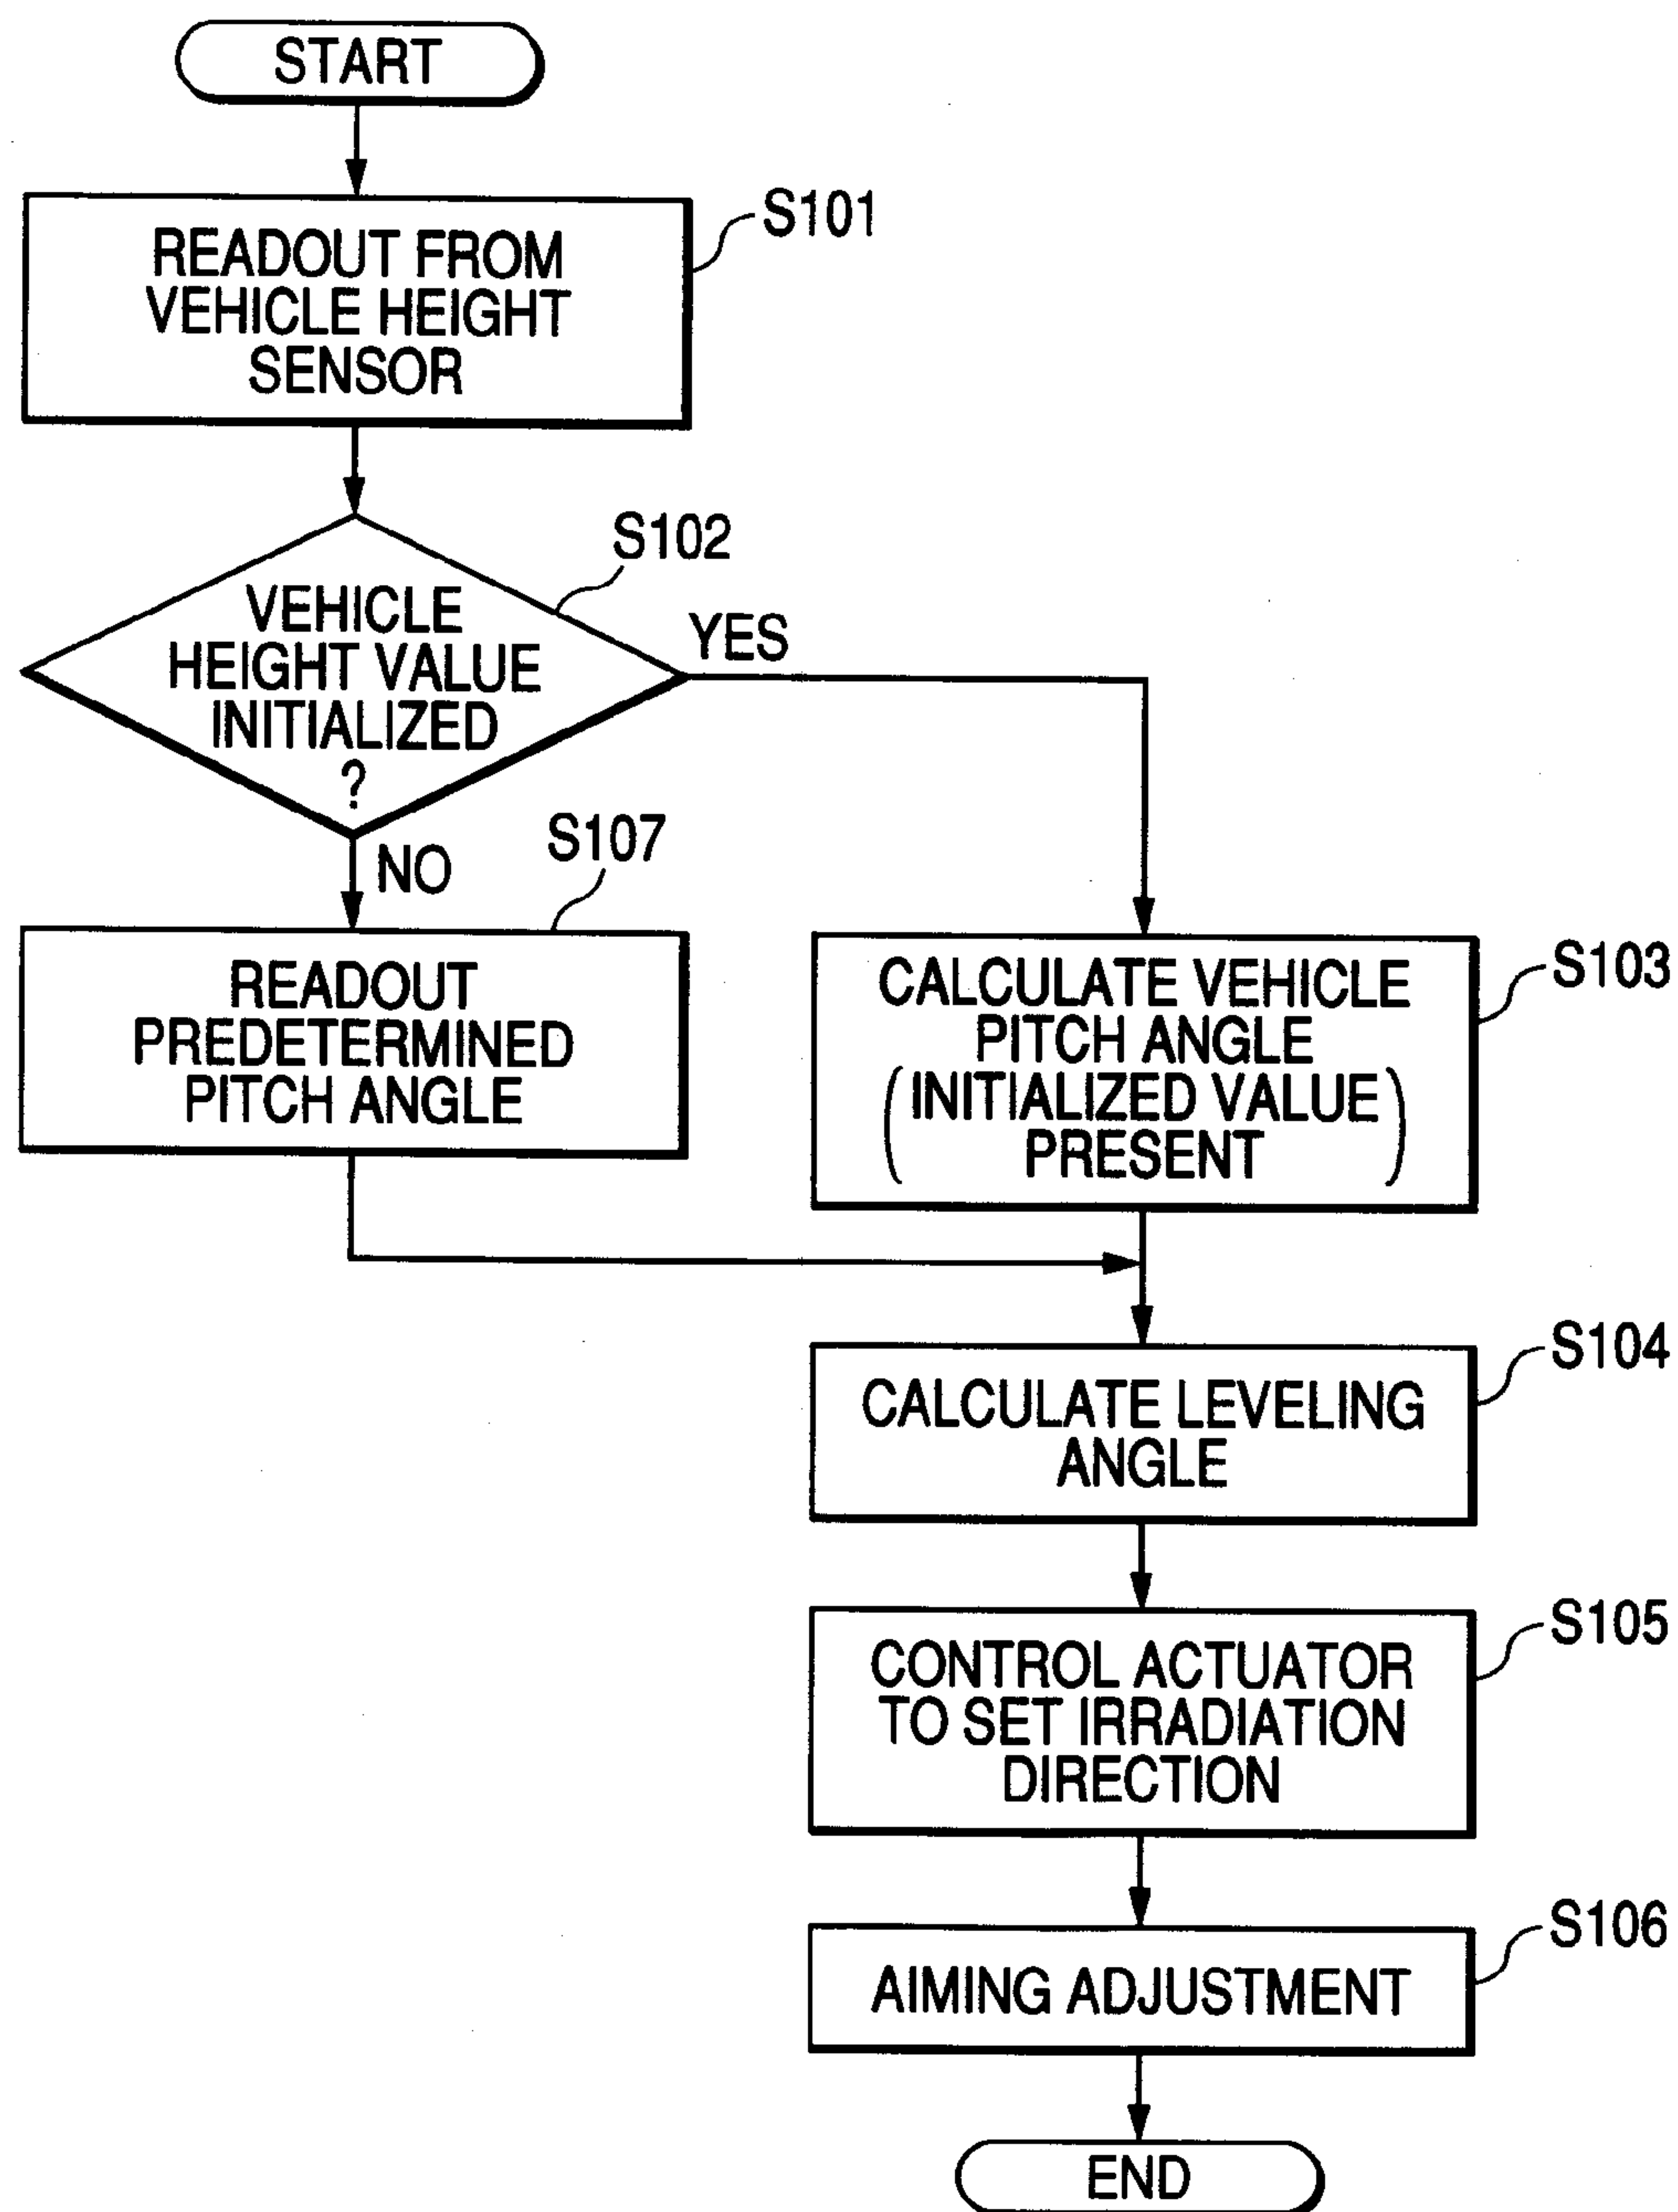 START
READOUT FROM
VEHICLE HEIGHT
SENSOR
S101
VEHICLE
HEIGHT VALUE
INITIALIZED
?
S102
YES
NO
S107
READOUT
PREDETERMINED
PITCH ANGLE
CALCULATE VEHICLE
PITCH ANGLE
(INITIALIZED VALUE
PRESENT)
S103
CALCULATE LEVELING
ANGLE
S104
CONTROL ACTUATOR
TO SET IRRADIATION
DIRECTION
S105
AIMING ADJUSTMENT
S106
END